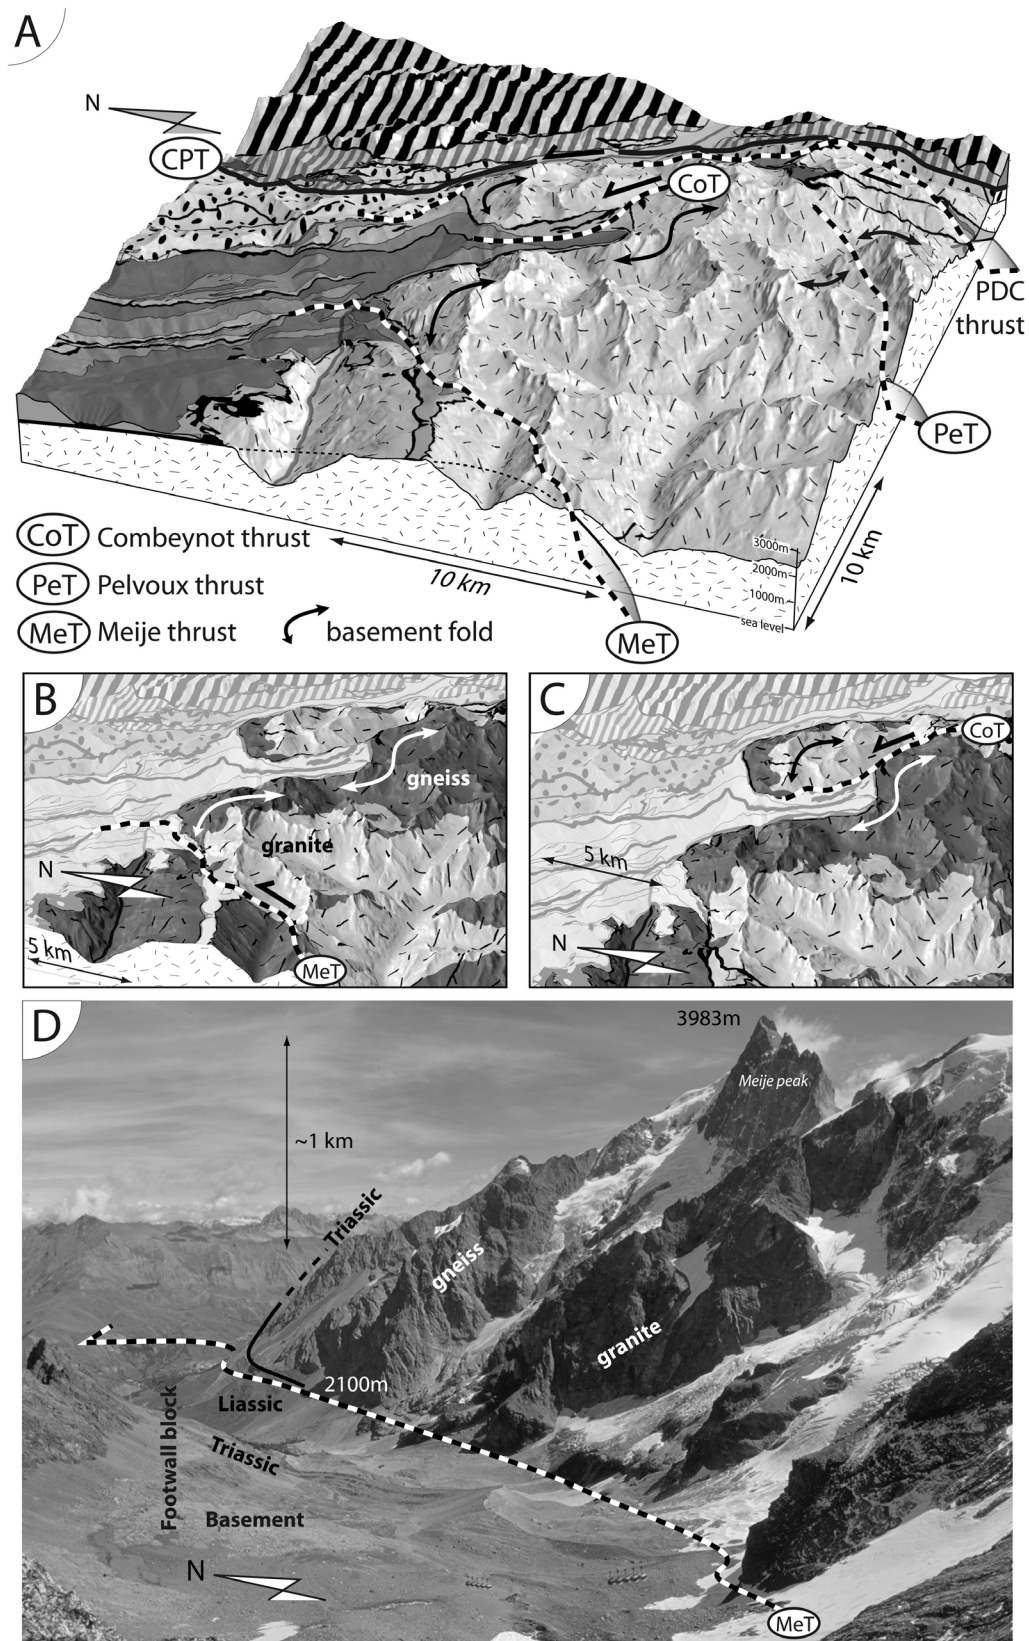 A
N
CPT
CoT
PDC
thrust
PeT
CoT Combeynot thrust
PeT Pelvoux thrust
MeT Meije thrust
basement fold
10 km
10 km
3000m
2000m
1000m
sea level
MeT
B
gneiss
granite
N
5 km
MeT
C
CoT
5 km
N
D
3983m
Meije peak
~1 km
Triassic
gneiss
granite
2100m
Liassic
Triassic
Footwall block
Basement
N
MeT